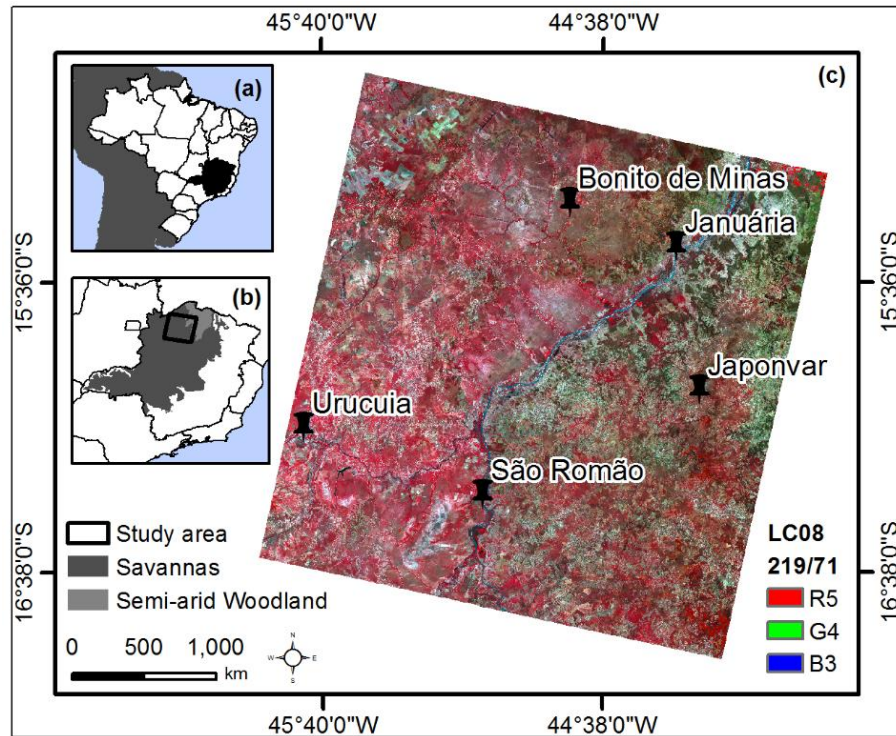 45°40'0"W 44°38'0"W
(a)
(b)
(c)
15°36'0"S
16°38'0"S
Bonito de Minas
Januária
Japonvar
Urucuia
São Romão
15°36'0"S
16°38'0"S
Study area
Savannas
Semi-arid Woodland
0 500 1,000
km
N
W E
S
LC08
219/71
R5
G4
B3
45°40'0"W 44°38'0"W